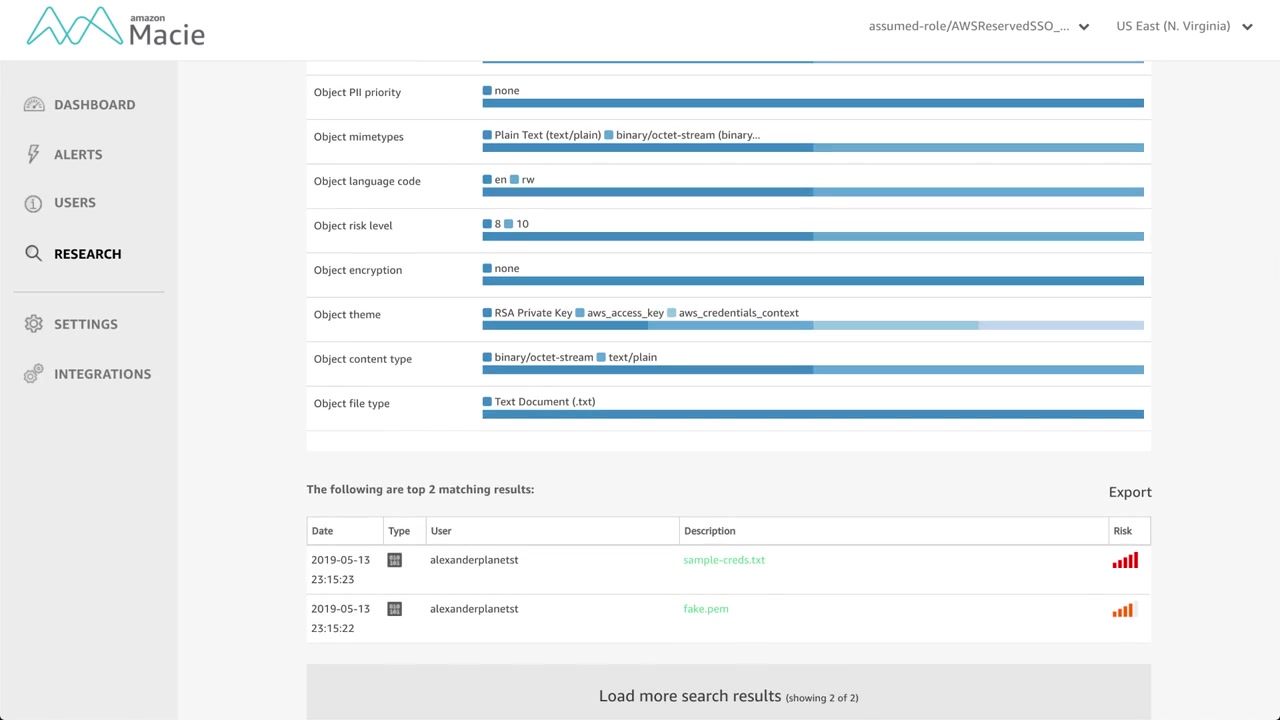 amazon
Macie
assumed-role/AWSReservedSSO_...
US East (N. Virginia)
DASHBOARD
ALERTS
USERS
RESEARCH
SETTINGS
INTEGRATIONS
Object PII priority
none
Object mimetypes
Plain Text (text/plain) binary/octet-stream (binary...
Object language code
en rw
Object risk level
8 10
Object encryption
none
Object theme
RSA Private Key aws_access_key aws_credentials_context
Object content type
binary/octet-stream text/plain
Object file type
Text Document (.txt)
The following are top 2 matching results:
Export
Date Type User Description Risk
2019-05-13 alexanderplanetst sample-creds.txt
23:15:23
2019-05-13 alexanderplanetst fake.pem
23:15:22
Load more search results (showing 2 of 2)